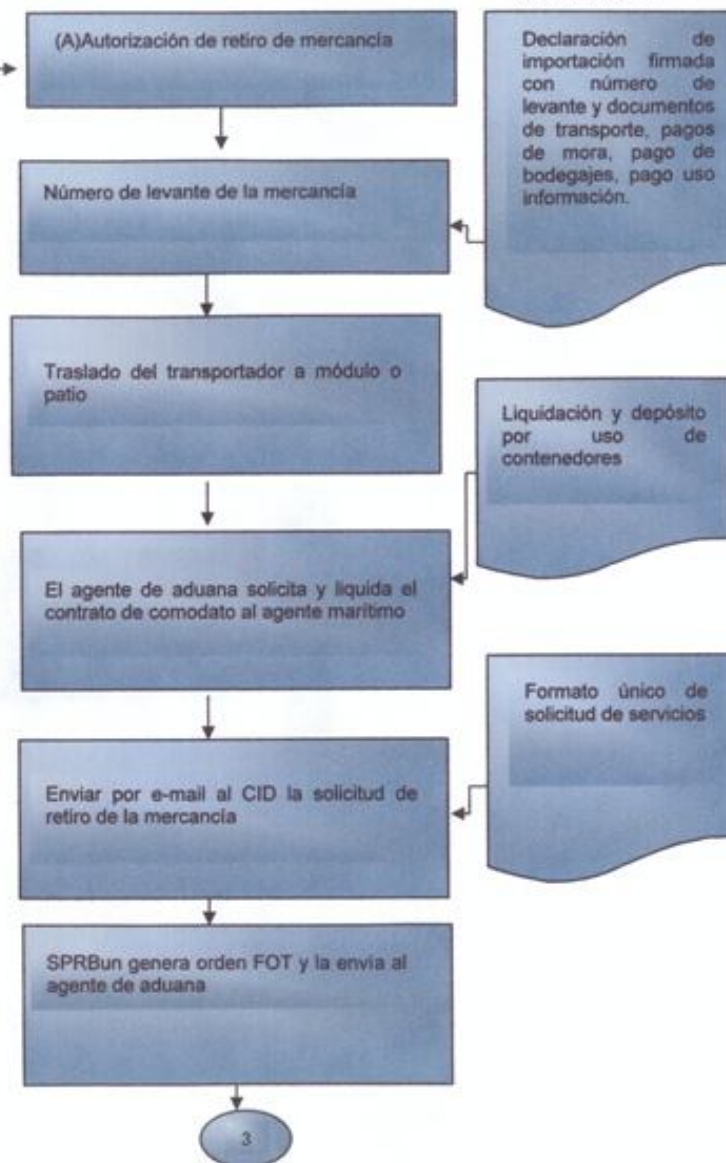 (A)Autorización de retiro de mercancía
Declaración de
importación firmada
con número de
levante y documentos
de transporte, pagos
de mora, pago de
bodegajes, pago uso
información.
Número de levante de la mercancía
Traslado del transportador a módulo o
patio
Liquidación y depósito
por uso de
contenedores
El agente de aduana solicita y liquida el
contrato de comodato al agente marítimo
Formato único de
solicitud de servicios
Enviar por e-mail al CID la solicitud de
retiro de la mercancía
SPRBun genera orden FOT y la envia al
agente de aduana
3